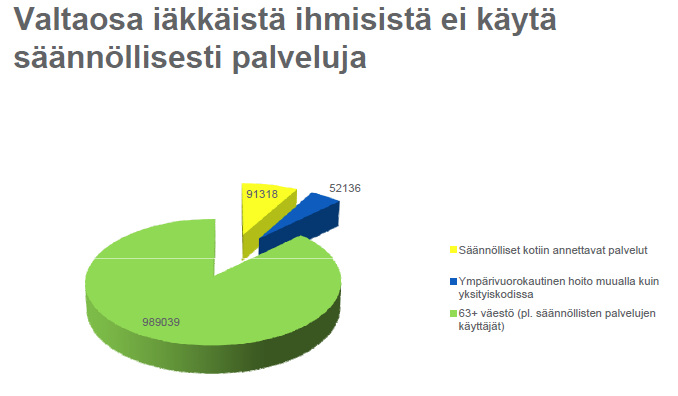 Valtaosa iäkkäistä ihmisistä ei käytä
säännöllisesti palveluja
91318
52136
989039
Säännölliset kotiin annettavat palvelut
Ympärivuorokautinen hoito muualla kuin
yksityiskodissa
63+ väestö (pl. säännöllisten palvelujen
käyttäjät)